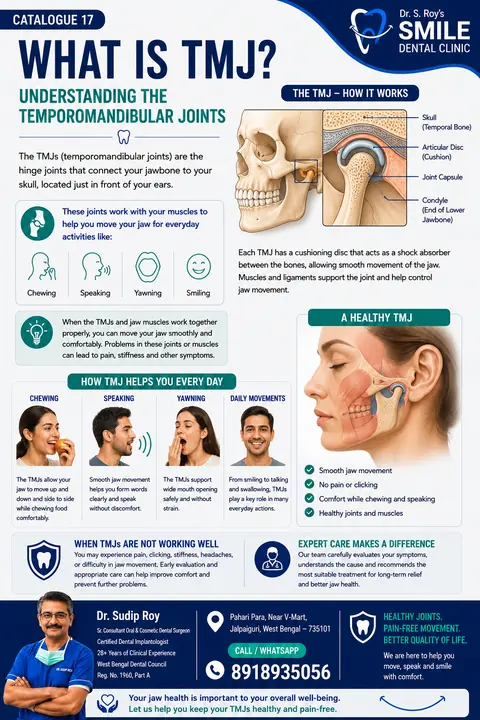 CATALOGUE 17
Dr. S. Roy's
SMILE
DENTAL CLINIC
WHAT IS TMJ?
UNDERSTANDING THE
TEMPOROMANDIBULAR JOINTS
The TMJs (temporomandibular joints) are the
hinge joints that connect your jawbone to your
skull, located just in front of your ears.
These joints work with your muscles to
help you move your jaw for everyday
activities like:
Chewing
Speaking
Yawning
Smiling
When the TMJs and jaw muscles work together
properly, you can move your jaw smoothly and
comfortably. Problems in these joints or muscles
can lead to pain, stiffness and other symptoms.
THE TMJ – HOW IT WORKS
Skull
(Temporal Bone)
Articular Disc
(Cushion)
Joint Capsule
Condyle
(End of Lower
Jawbone)
Each TMJ has a cushioning disc that acts as a shock absorber
between the bones, allowing smooth movement of the jaw.
Muscles and ligaments support the joint and help control
jaw movement.
A HEALTHY TMJ
Smooth jaw movement
No pain or clicking
Comfort while chewing and speaking
Healthy joints and muscles
HOW TMJ HELPS YOU EVERY DAY
CHEWING
The TMJs allow your
jaw to move up and
down and side to side
while chewing food
comfortably.
SPEAKING
Smooth jaw movement
helps you form words
clearly and speak
without discomfort.
YAWNING
The TMJs support
wide mouth opening
safely and without
strain.
DAILY MOVEMENTS
From smiling to talking
and swallowing, TMJs
play a key role in many
everyday actions.
WHEN TMJs ARE NOT WORKING WELL
You may experience pain, clicking, stiffness, headaches,
or difficulty in jaw movement. Early evaluation and
appropriate care can help improve comfort and
prevent further problems.
EXPERT CARE MAKES A DIFFERENCE
Our team carefully evaluates your symptoms,
understands the cause and recommends the
most suitable treatment for long-term relief
and better jaw health.
Dr. Sudip Roy
Sr. Consultant Oral & Cosmetic Dental Surgeon
Certified Dental Implantologist
28+ Years of Clinical Experience
West Bengal Dental Council
Reg. No. 1960, Part A
Pahari Para, Near V-Mart,
Jalpaiguri, West Bengal – 735101
CALL / WHATSAPP
8918935056
HEALTHY JOINTS.
PAIN-FREE MOVEMENT.
BETTER QUALITY OF LIFE.
We are here to help you
move, speak and smile
with comfort.
Your jaw health is important to your overall well-being.
Let us help you keep your TMJs healthy and pain-free.